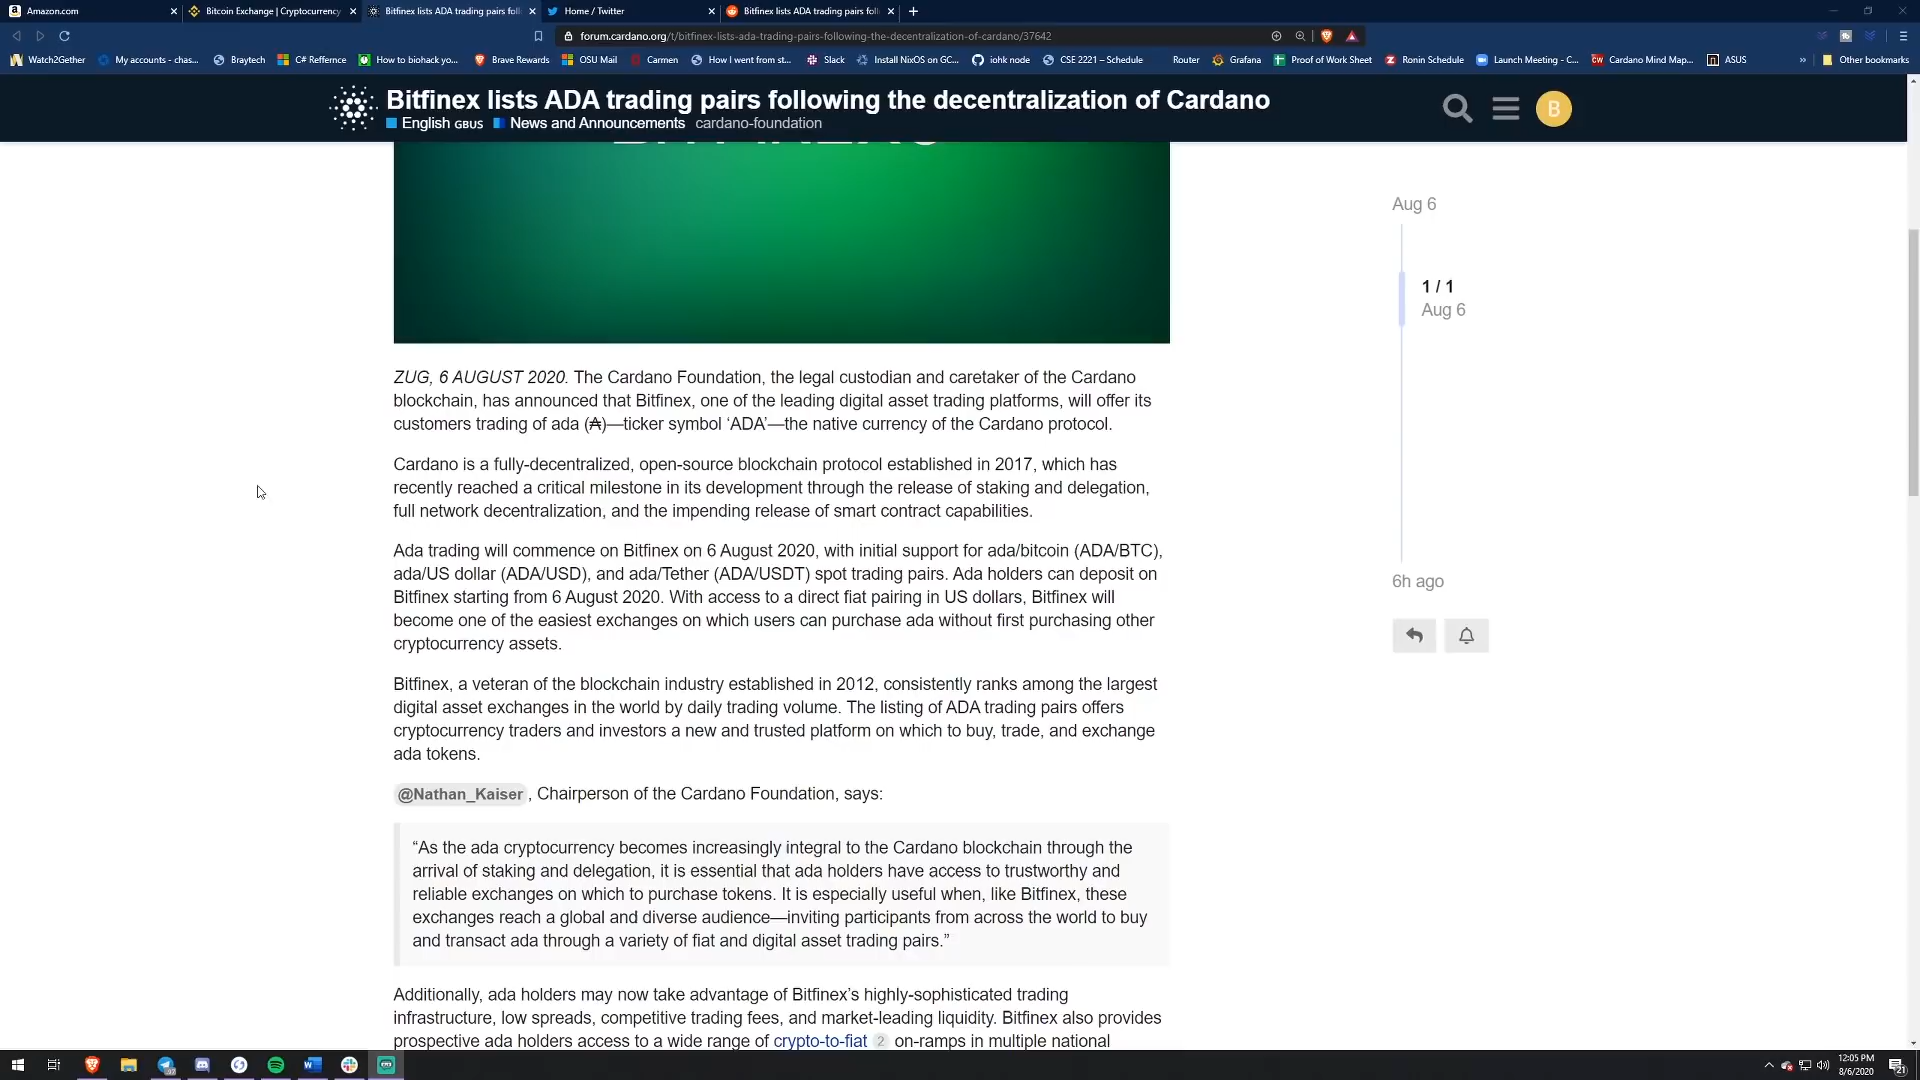 Amazon.com
Bitcoin Exchange | Cryptocurrency
Bitfinex lists ADA trading pairs foll
Home / Twitter
Bitfinex lists ADA trading pairs foll
forum.cardano.org/t/bitfinex-lists-ada-trading-pairs-following-the-decentralization-of-cardano/37642
Watch2Gether
My accounts - chas...
Braytech
C# Reffernce
How to biohack yo...
Brave Rewards
OSU Mail
Carmen
How I went from st...
Slack
Install NixOS on GC...
iohk node
CSE 2221 – Schedule
Router
Grafana
Proof of Work Sheet
Ronin Schedule
Launch Meeting - C...
Cardano Mind Map...
ASUS
Other bookmarks
Bitfinex lists ADA trading pairs following the decentralization of Cardano
English GBUS News and Announcements cardano-foundation
B
Aug 6
1 / 1
Aug 6
6h ago
ZUG, 6 AUGUST 2020. The Cardano Foundation, the legal custodian and caretaker of the Cardano
blockchain, has announced that Bitfinex, one of the leading digital asset trading platforms, will offer its
customers trading of ada (₳)—ticker symbol ‘ADA’—the native currency of the Cardano protocol.
Cardano is a fully-decentralized, open-source blockchain protocol established in 2017, which has
recently reached a critical milestone in its development through the release of staking and delegation,
full network decentralization, and the impending release of smart contract capabilities.
Ada trading will commence on Bitfinex on 6 August 2020, with initial support for ada/bitcoin (ADA/BTC),
ada/US dollar (ADA/USD), and ada/Tether (ADA/USDT) spot trading pairs. Ada holders can deposit on
Bitfinex starting from 6 August 2020. With access to a direct fiat pairing in US dollars, Bitfinex will
become one of the easiest exchanges on which users can purchase ada without first purchasing other
cryptocurrency assets.
Bitfinex, a veteran of the blockchain industry established in 2012, consistently ranks among the largest
digital asset exchanges in the world by daily trading volume. The listing of ADA trading pairs offers
cryptocurrency traders and investors a new and trusted platform on which to buy, trade, and exchange
ada tokens.
@Nathan_Kaiser, Chairperson of the Cardano Foundation, says:
“As the ada cryptocurrency becomes increasingly integral to the Cardano blockchain through the
arrival of staking and delegation, it is essential that ada holders have access to trustworthy and
reliable exchanges on which to purchase tokens. It is especially useful when, like Bitfinex, these
exchanges reach a global and diverse audience—inviting participants from across the world to buy
and transact ada through a variety of fiat and digital asset trading pairs.”
Additionally, ada holders may now take advantage of Bitfinex’s highly-sophisticated trading
infrastructure, low spreads, competitive trading fees, and market-leading liquidity. Bitfinex also provides
prospective ada holders access to a wide range of crypto-to-fiat 2 on-ramps in multiple national
12:05 PM
8/6/2020
21